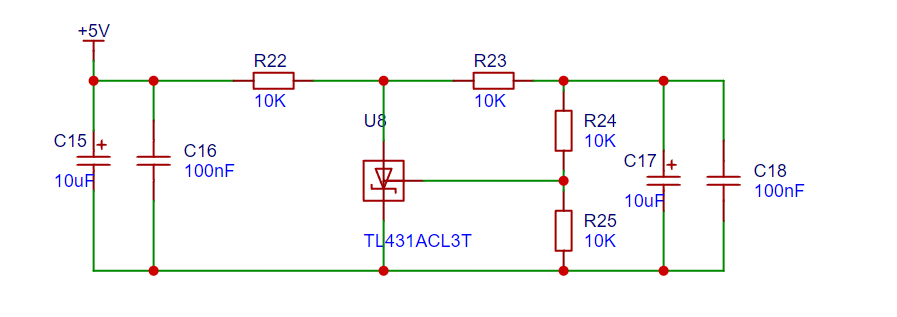 +5V
R22
10K
R23
10K
U8
R24
10K
C15
+
10uF
C16
100nF
C17
+
10uF
C18
100nF
R25
10K
TL431ACL3T